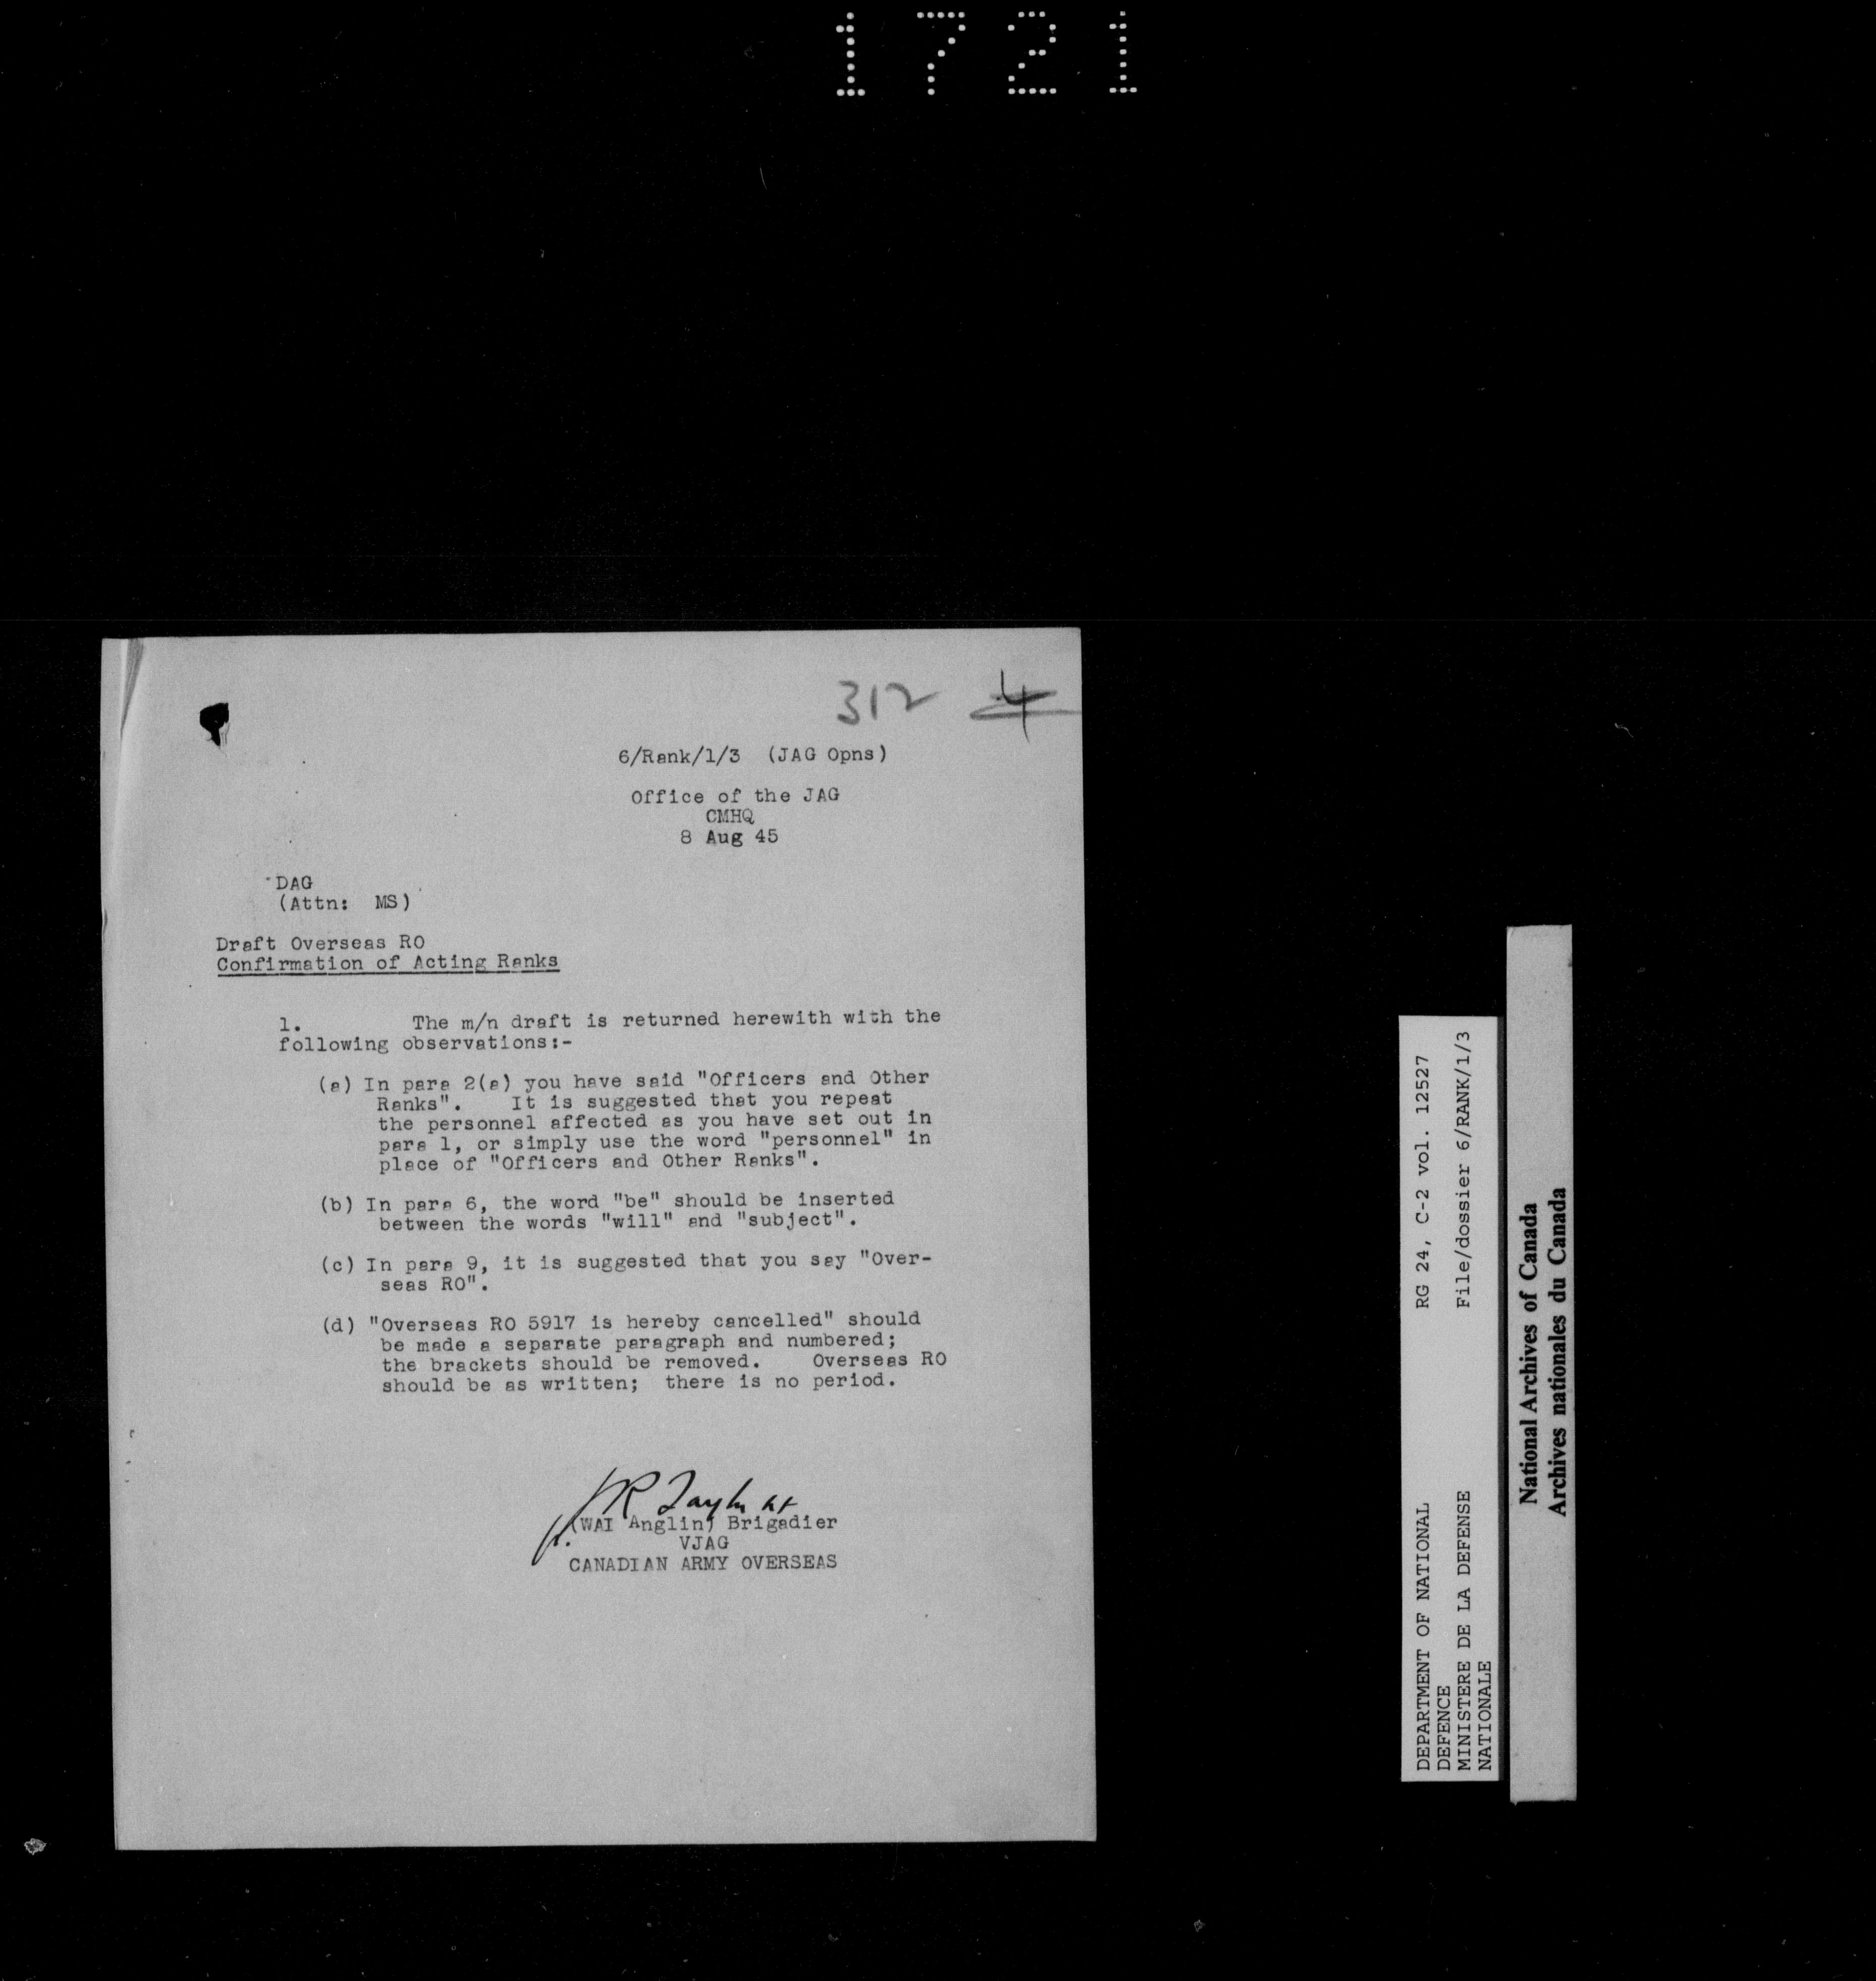 1721
312 4
6/Rank/1/3 (JAG Opns)
Office of the JAG
CMHQ
8 Aug 45
DAG
(Attn: MS)
Draft Overseas RO
Confirmation of Acting Ranks
1. The m/n draft is returned herewith with the
following observations:-
(a) In para 2(a) you have said "Officers and Other
Ranks". It is suggested that you repeat
the personnel affected as you have set out in
para 1, or simply use the word "personnel" in
place of "Officers and Other Ranks".
(b) In para 6, the word "be" should be inserted
between the words "will" and "subject".
(c) In para 9, it is suggested that you say "Over-
seas RO".
(d) "Overseas RO 5917 is hereby cancelled" should
be made a separate paragraph and numbered;
the brackets should be removed. Overseas RO
should be as written; there is no period.
(WAI Anglin) Brigadier
VJAG
CANADIAN ARMY OVERSEAS
DEPARTMENT OF NATIONAL RG 24, C-2 vol. 12527
DEFENCE
MINISTERE DE LA DEFENSE File/dossier 6/RANK/1/3
NATIONALE
National Archives of Canada
Archives nationales du Canada